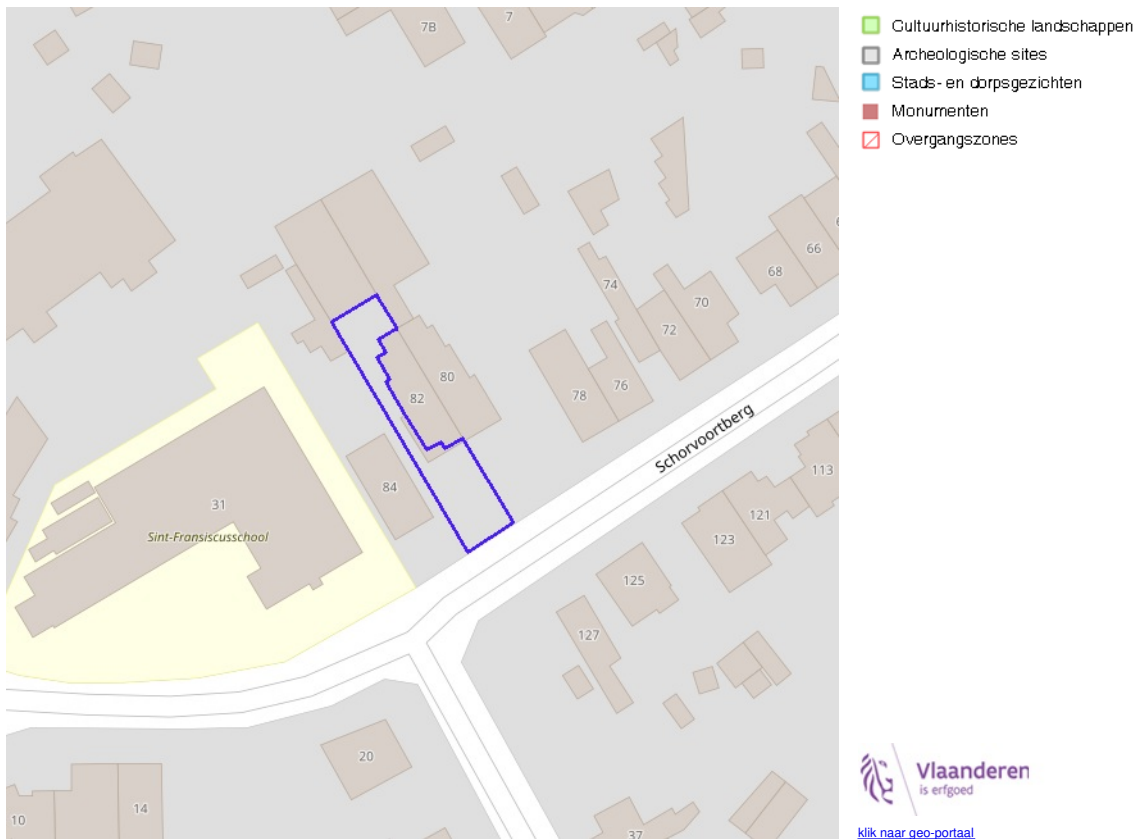 7B
7
Cultuurhistorische landschappen
Archeologische sites
Stads- en dorpsgezichten
Monumenten
Overgangszones
66
68
74
70
72
80
78
76
82
Schorvoortberg
84
113
31
121
Sint-Fransiscusschool
123
125
127
20
14
10
37
Vlaanderen
is erfgoed
klik naar geo-portaal